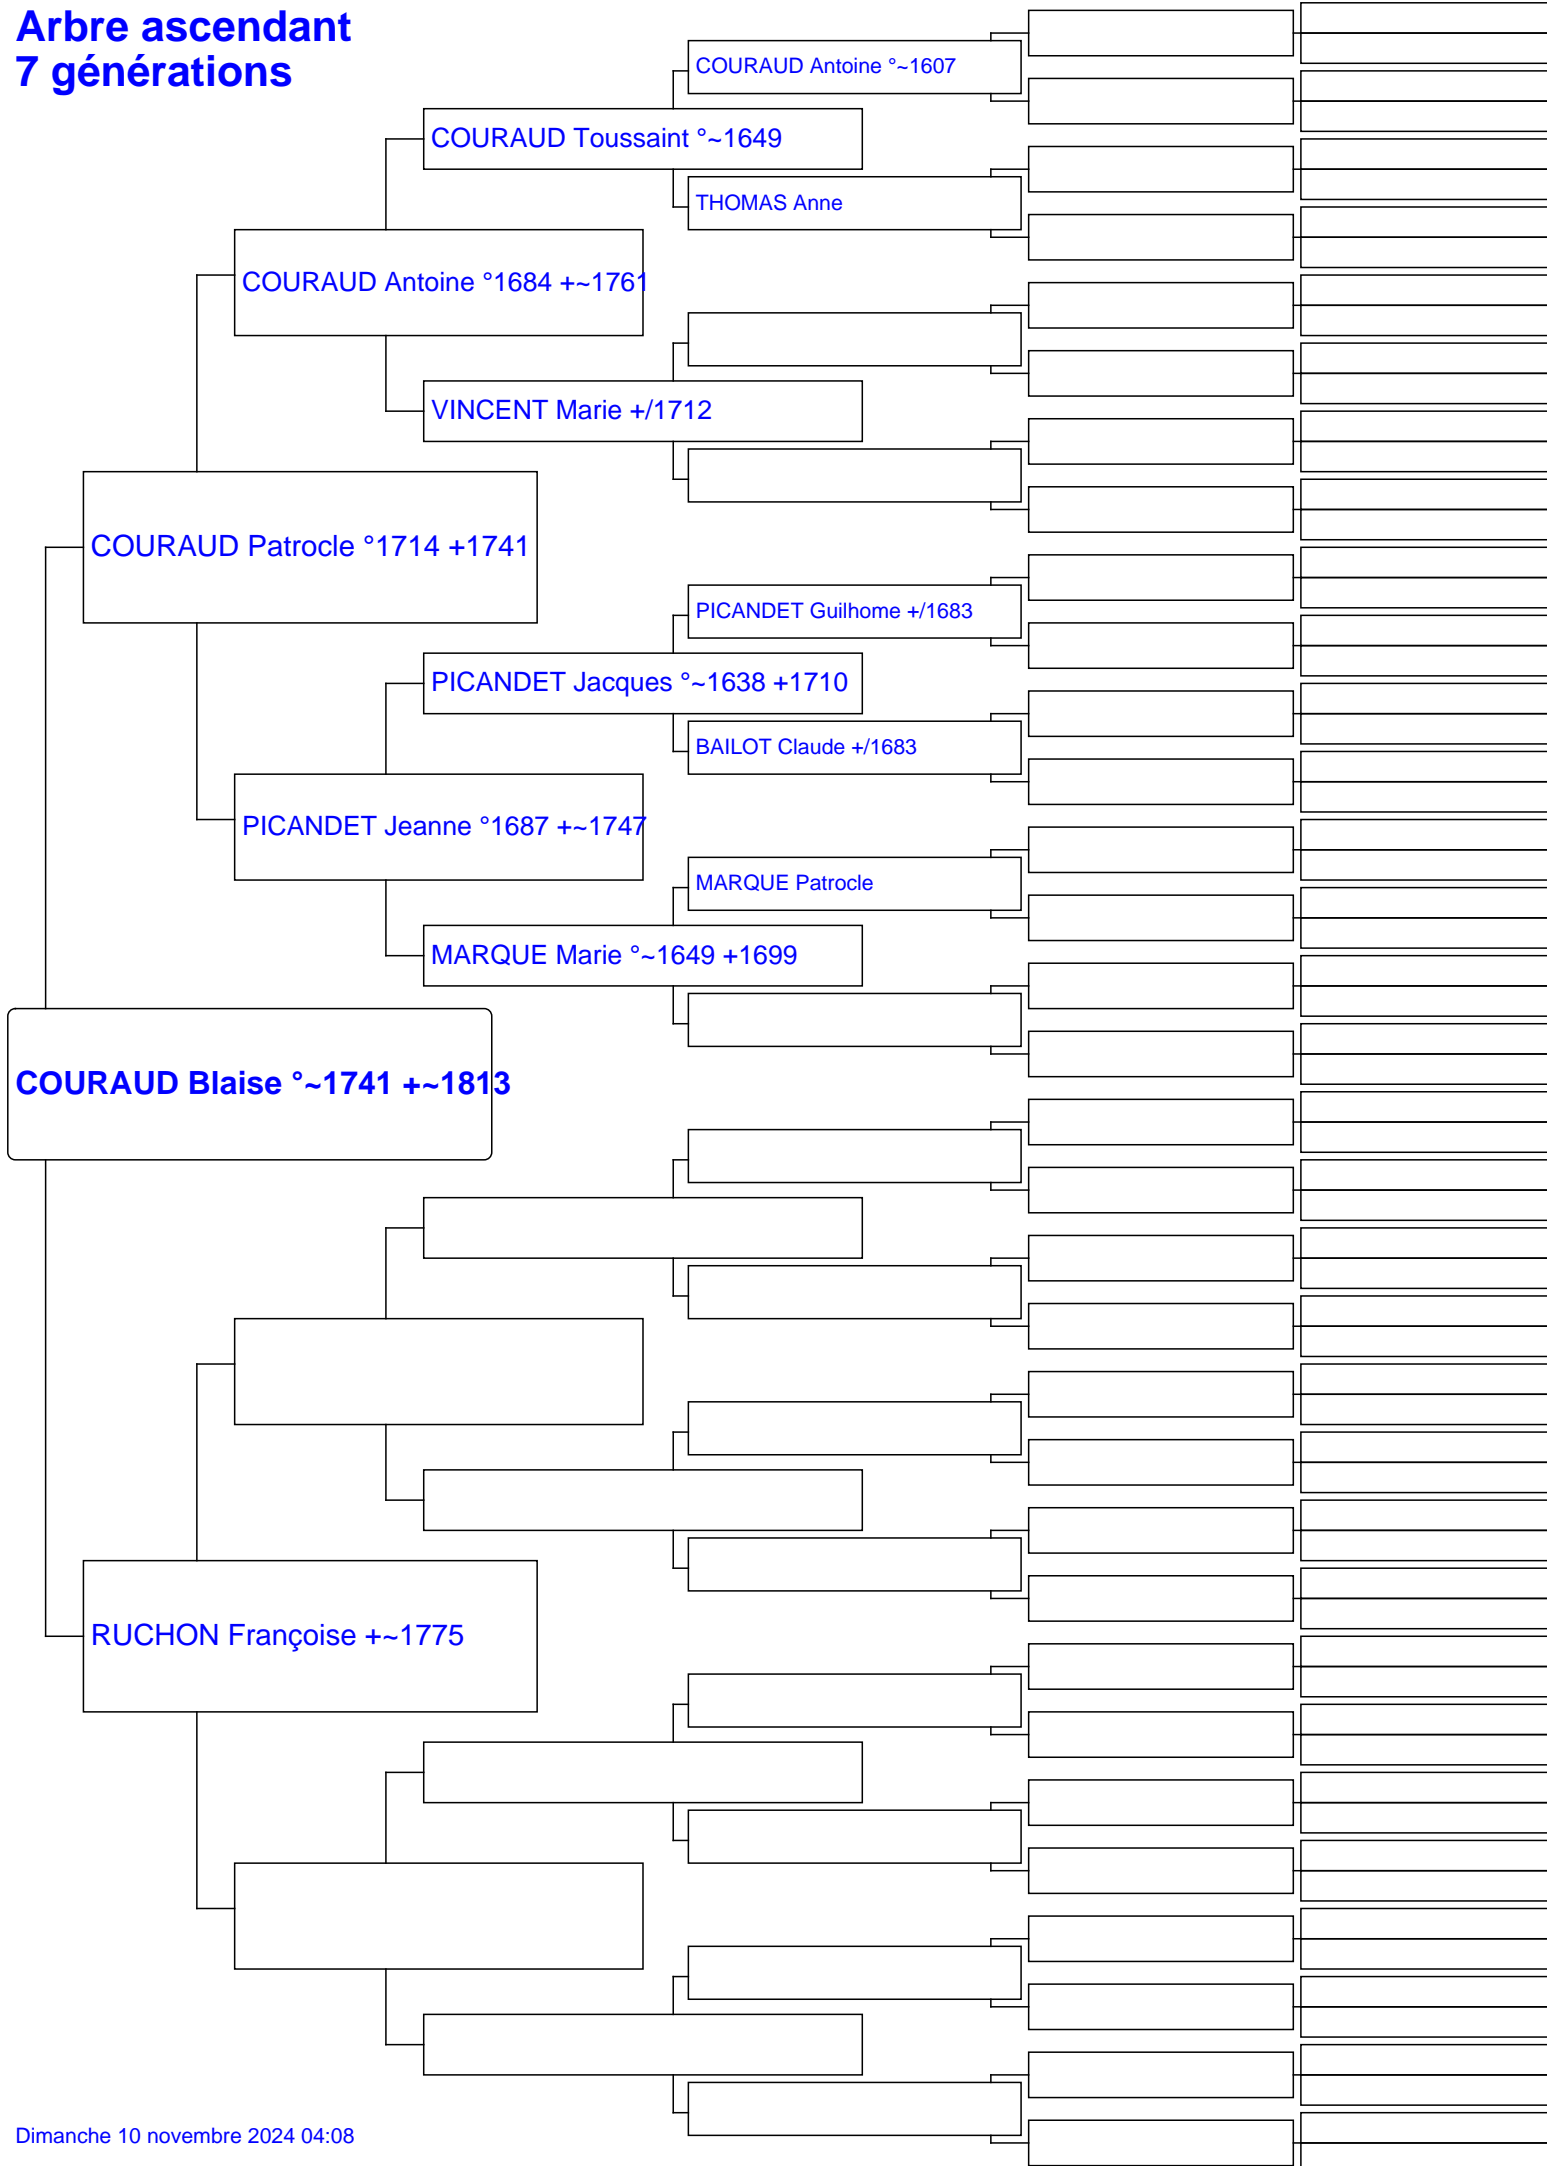 Arbre ascendant
7 générations
COURAUD Antoine °~1607
COURAUD Toussaint °~1649
THOMAS Anne
COURAUD Antoine °1684 +~1761
VINCENT Marie +/1712
COURAUD Patrocle °1714 +1741
PICANDET Guilhome +/1683
PICANDET Jacques °~1638 +1710
BAILOT Claude +/1683
PICANDET Jeanne °1687 +~1747
MARQUE Patrocle
MARQUE Marie °~1649 +1699
COURAUD Blaise °~1741 +~1813
RUCHON Françoise +~1775
Dimanche 10 novembre 2024 04:08